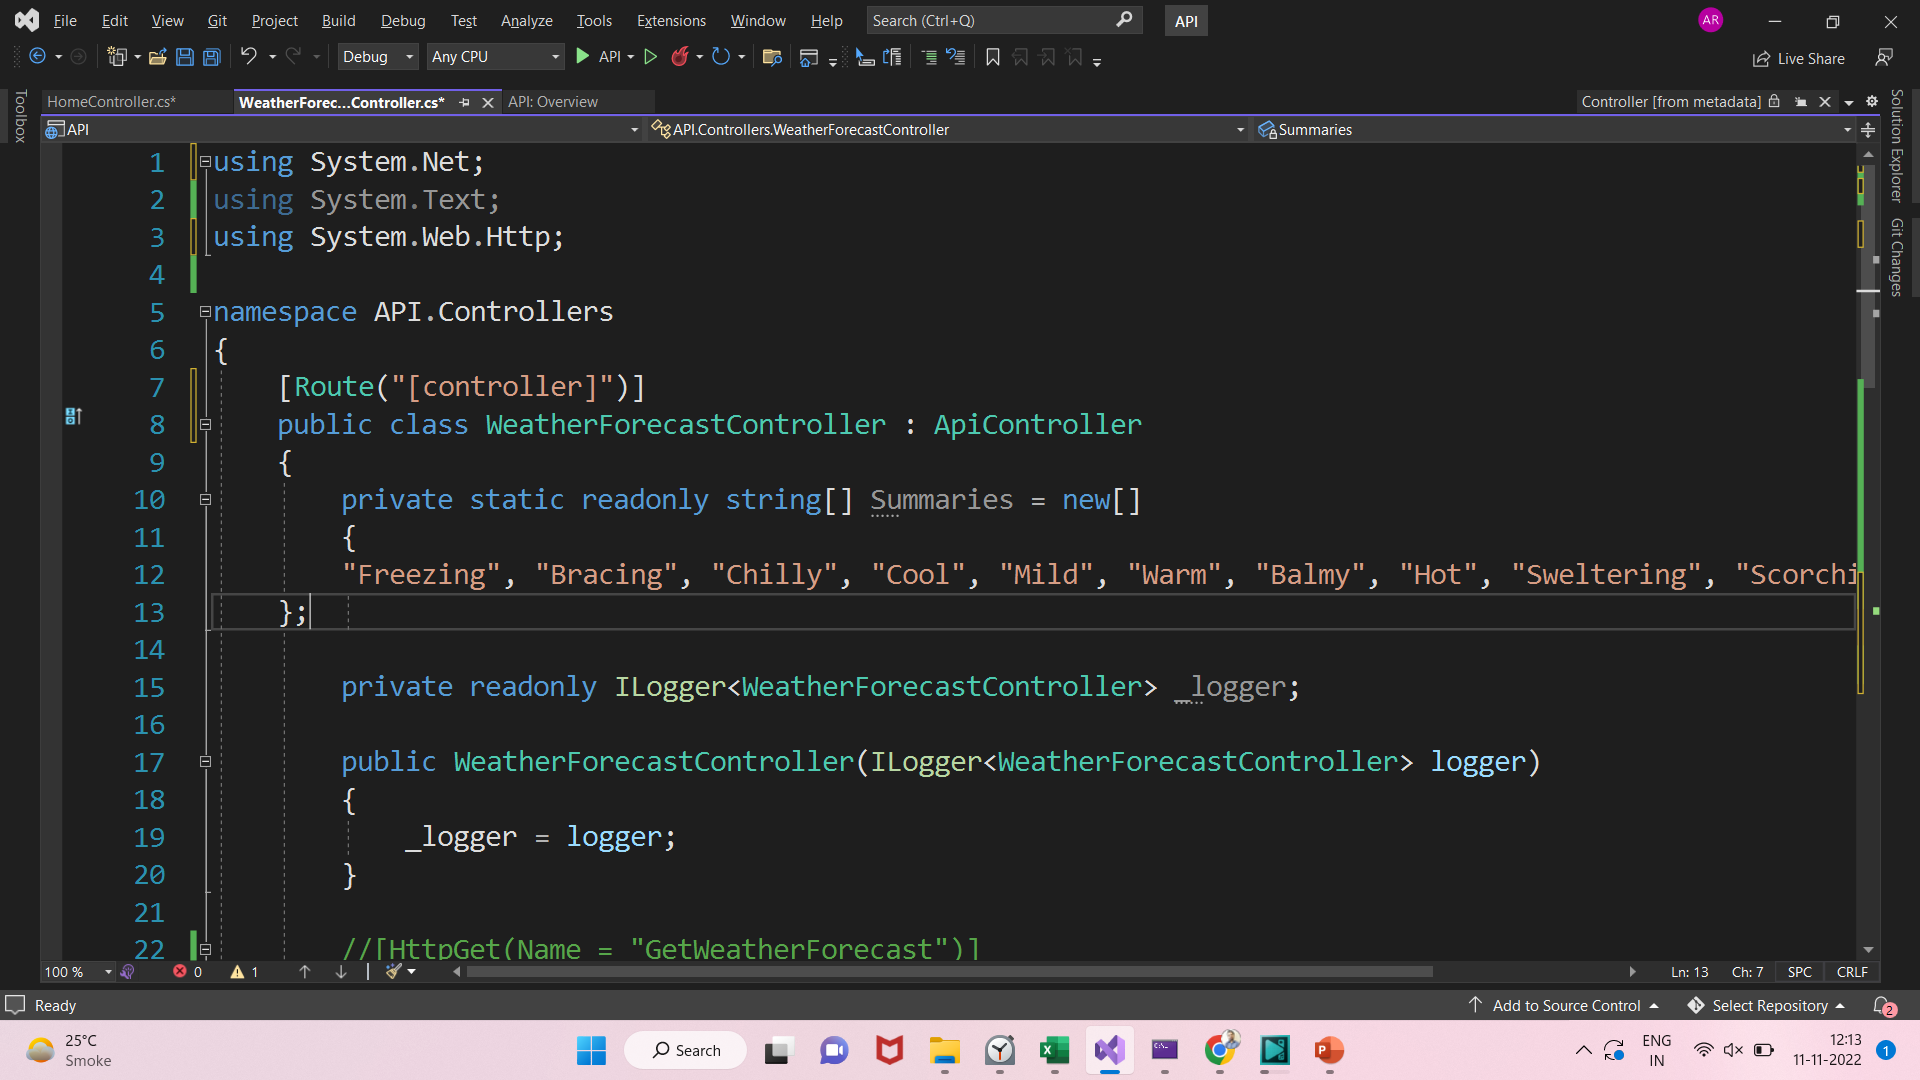 File Edit View Git Project Build Debug Test Analyze Tools Extensions Window Help Search (Ctrl+Q) API AR
Debug Any CPU API Live Share
HomeController.cs* WeatherForec...Controller.cs* API: Overview Controller [from metadata]
API API.Controllers.WeatherForecastController Summaries
Toolbox
Solution Explorer
Git Changes
1 using System.Net;
2 using System.Text;
3 using System.Web.Http;
4
5 namespace API.Controllers
6 {
7 [Route("[controller]")]
8 public class WeatherForecastController : ApiController
9 {
10 private static readonly string[] Summaries = new[]
11 {
12 "Freezing", "Bracing", "Chilly", "Cool", "Mild", "Warm", "Balmy", "Hot", "Sweltering", "Scorchi
13 };
14
15 private readonly ILogger<WeatherForecastController> _logger;
16
17 public WeatherForecastController(ILogger<WeatherForecastController> logger)
18 {
19 _logger = logger;
20 }
21
22 //[HttpGet(Name = "GetWeatherForecast")]
100 % 0 1 Ln: 13 Ch: 7 SPC CRLF
Ready Add to Source Control Select Repository 2
25°C
Smoke
Search
ENG
IN
12:13
11-11-2022
1